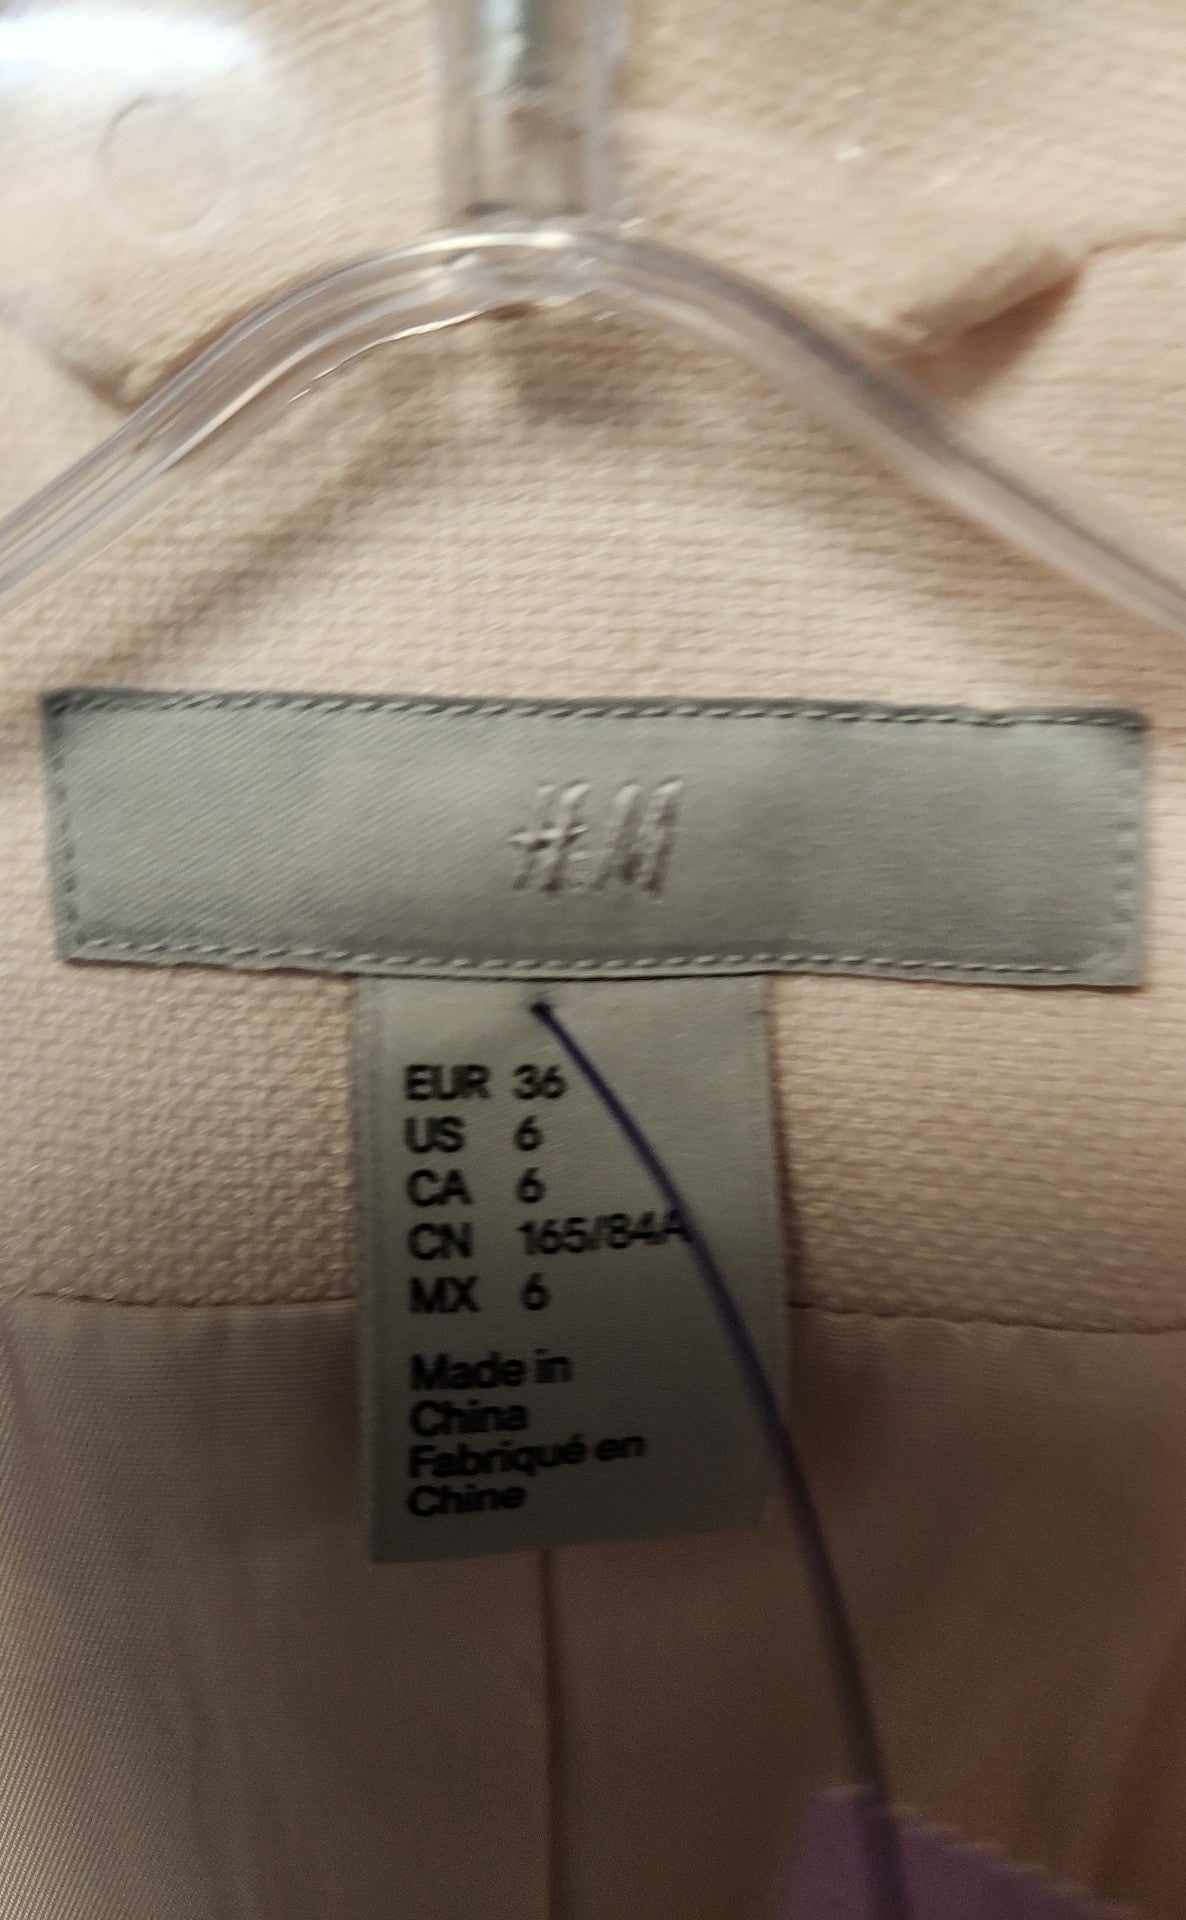 H&M
EUR 36
US 6
CA 6
CN 165/84A
MX 6
Made in
China
Fabriqué en
Chine